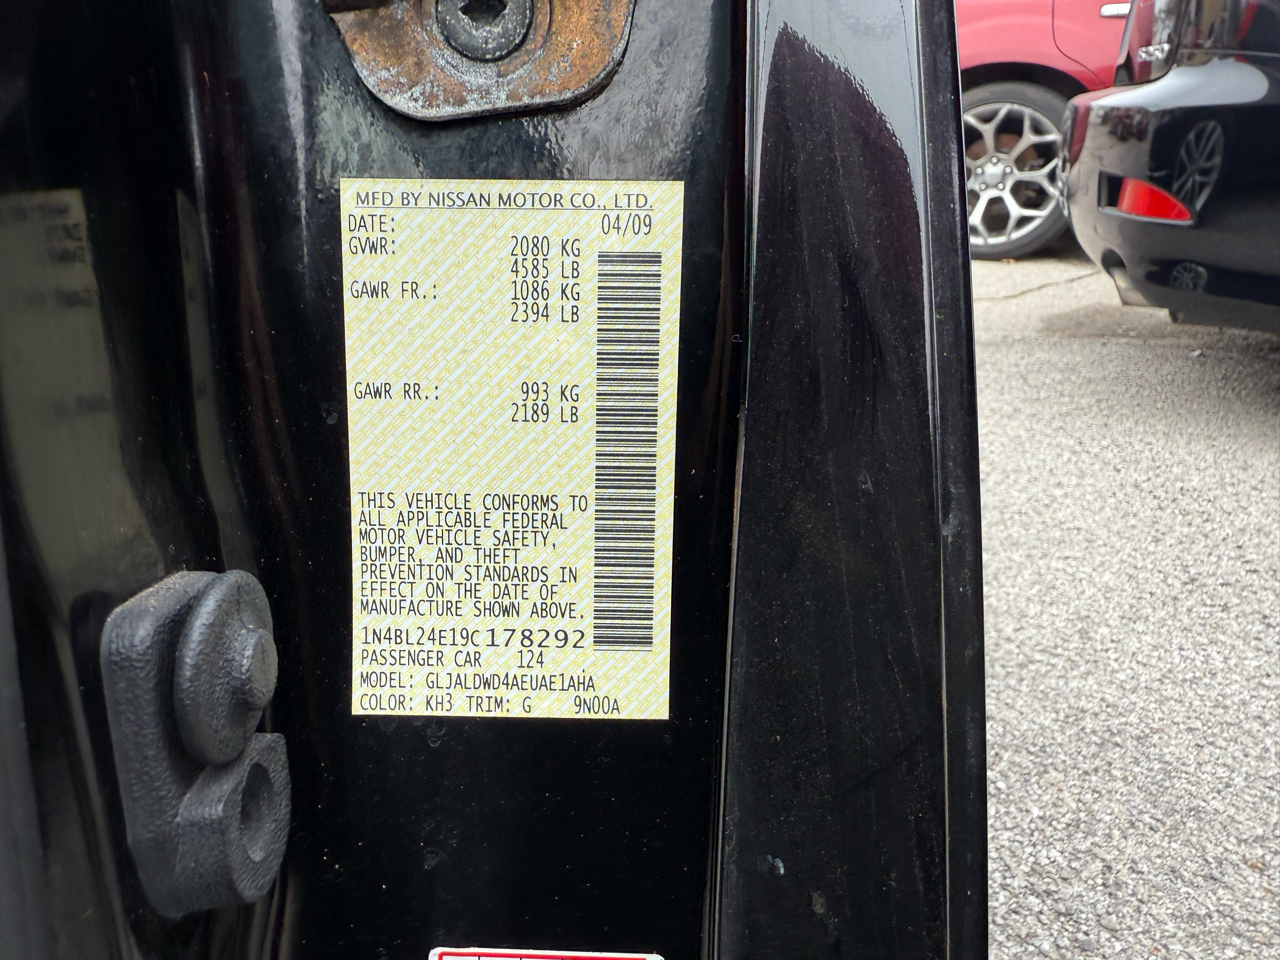 MFD BY NISSAN MOTOR CO., LTD.
DATE: 04/09
GVWR: 2080 KG
4585 LB
GAWR FR.: 1086 KG
2394 LB
GAWR RR.: 993 KG
2189 LB
THIS VEHICLE CONFORMS TO
ALL APPLICABLE FEDERAL
MOTOR VEHICLE SAFETY,
BUMPER, AND THEFT
PREVENTION STANDARDS IN
EFFECT ON THE DATE OF
MANUFACTURE SHOWN ABOVE.
1N4BL24E19C178292
PASSENGER CAR 124
MODEL: GLJALDWD4AEUAE1AHA
COLOR: KH3 TRIM: G 9N00A